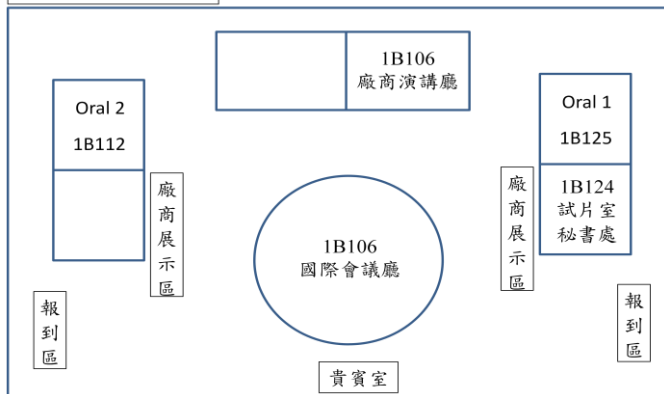 1B106
廠商演講廳
Oral 2
1B112
Oral 1
1B125
廠商展示區
廠商展示區
1B124
試片室
秘書處
1B106
國際會議廳
報到區
報到區
貴賓室